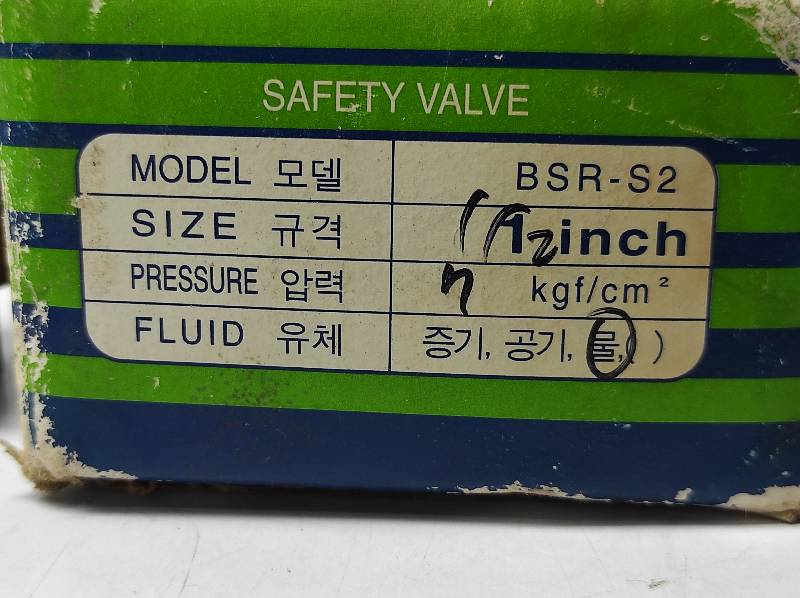 SAFETY VALVE
MODEL 모델 BSR-S2
SIZE 규격 1 1/2 inch
PRESSURE 압력 7 kgf/cm²
FLUID 유체 증기, 공기, 물, ( )